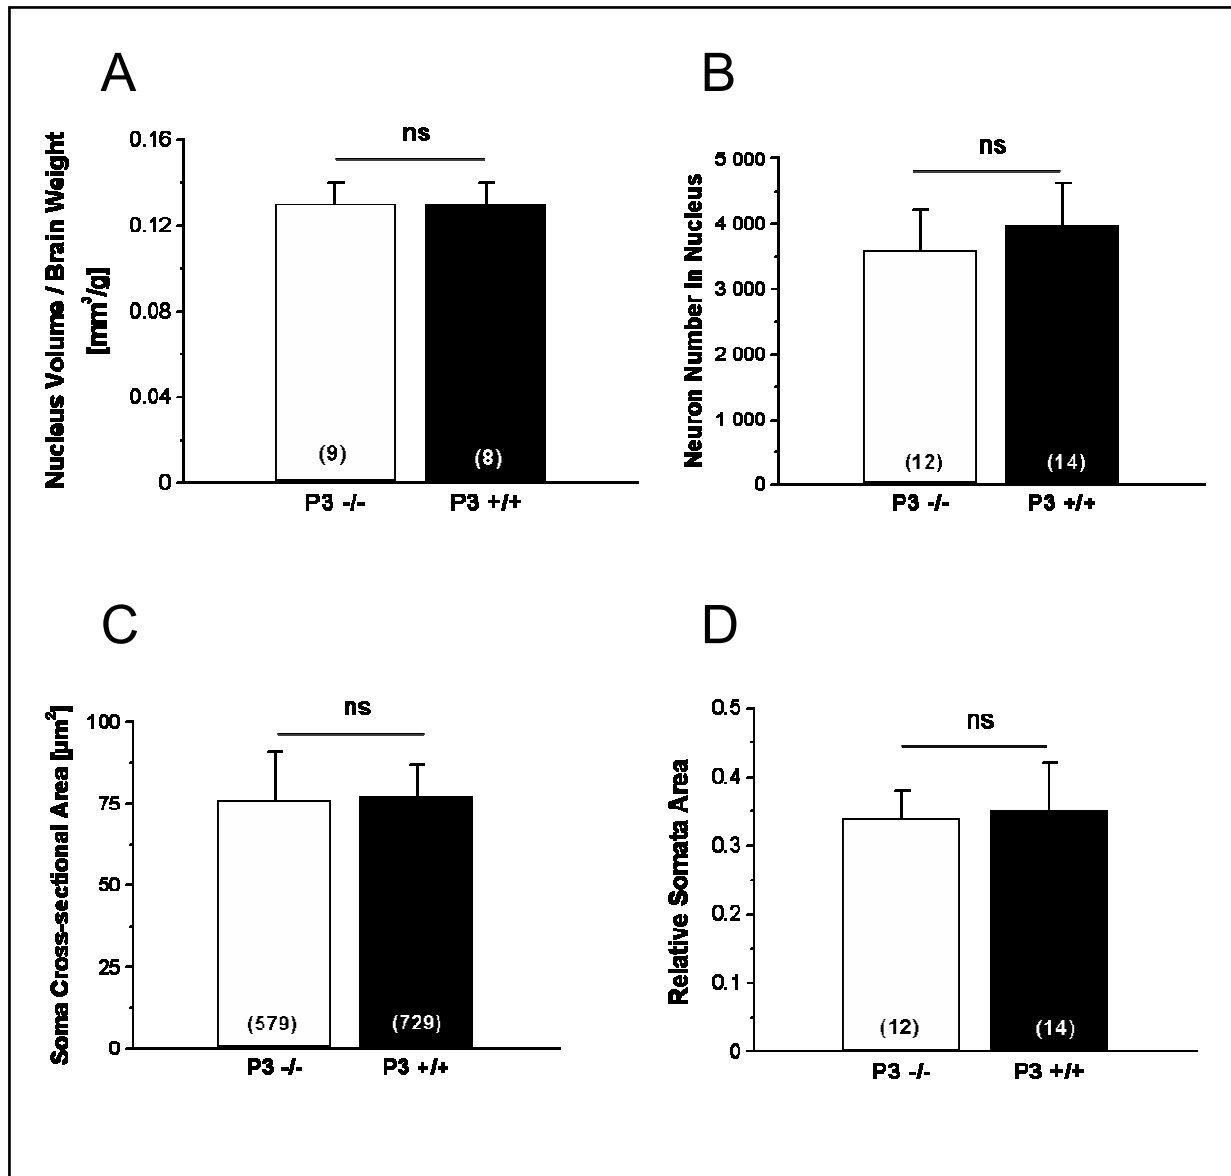 A
Nucleus Volume / Brain Weight
[mm³/g]
0.16
0.12
0.08
0.04
0
ns
(9)
(8)
P3 -/-
P3 +/+
B
Neuron Number in Nucleus
5 000
4 000
3 000
2 000
1 000
0
ns
(12)
(14)
P3 -/-
P3 +/+
C
Soma Cross-sectional Area [µm²]
100
75
50
25
0
ns
(579)
(729)
P3 -/-
P3 +/+
D
Relative Somata Area
0.5
0.4
0.3
0.2
0.1
0
ns
(12)
(14)
P3 -/-
P3 +/+